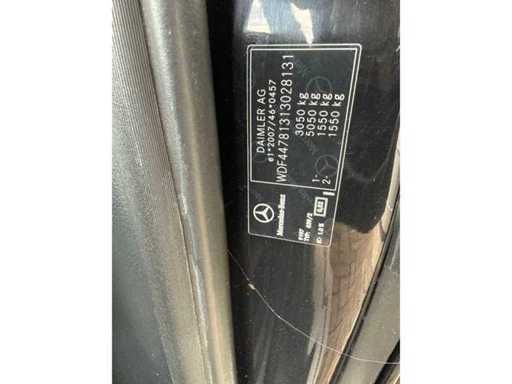 DAIMLER AG
e1*2007/46*0457
WDF44781313028131
3050 kg
5050 kg
1- 1550 kg
2- 1550 kg
Mercedes-Benz